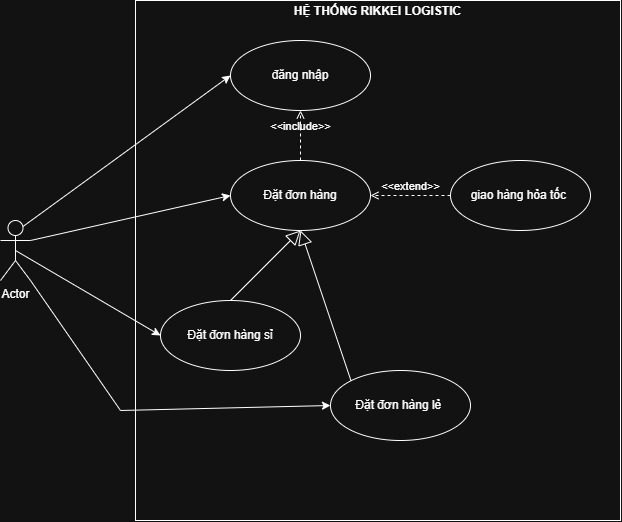 HỆ THỐNG RIKKEI LOGISTIC
đăng nhập
<<include>>
Đặt đơn hàng
<<extend>>
giao hàng hỏa tốc
Actor
Đặt đơn hàng sỉ
Đặt đơn hàng lẻ